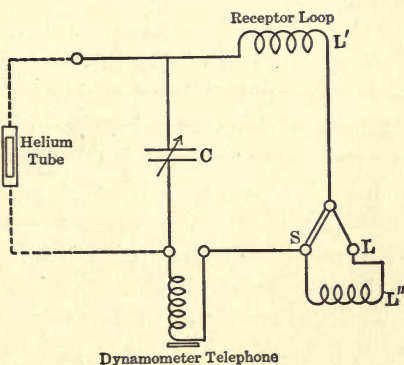 Receptor Loop
L'
Helium
Tube
C
S
L
L"
Dynamometer Telephone